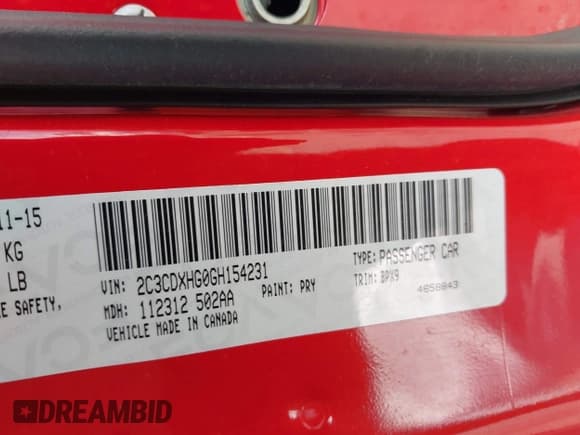 11-15
KG
LB
E SAFETY,
VIN: 2C3CDXHG0GH154231
TYPE: PASSENGER CAR
MDH: 112312 502AA
PAINT: PRY
TRIM: BPX9
VEHICLE MADE IN CANADA
4658843
DREAMBID